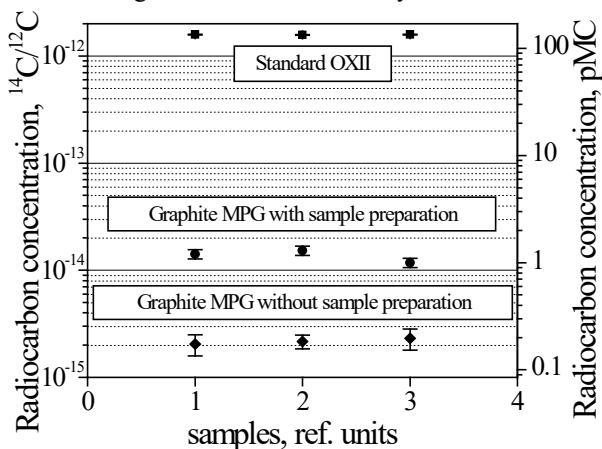 Radiocarbon concentration, ¹⁴C/¹²C
10⁻¹²
10⁻¹³
10⁻¹⁴
10⁻¹⁵
Standard OXII
Graphite MPG with sample preparation
Graphite MPG without sample preparation
100
10
1
0.1
Radiocarbon concentration, pMC
0 1 2 3 4
samples, ref. units